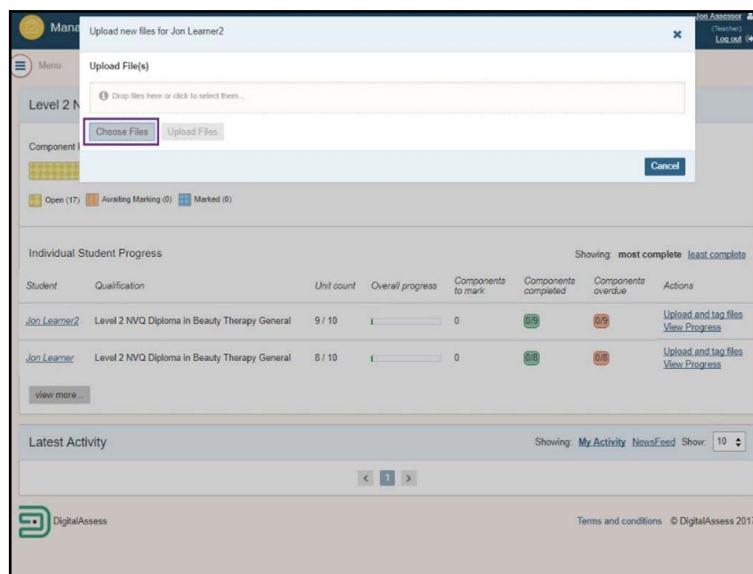 Mana
Jon Assessor
(Teacher)
Log out
Upload new files for Jon Learner2
Menu
Upload File(s)
Drop files here or click to select them...
Level 2 N
Choose Files Upload Files
Component
Cancel
Open (17) Awaiting Marking (0) Marked (0)
Individual Student Progress Showing: most complete least complete
Student Qualification Unit count Overall progress Components to mark Components completed Components overdue Actions
Jon Learner2 Level 2 NVQ Diploma in Beauty Therapy General 9 / 10 0 0/9 0/9 Upload and tag files
View Progress
Jon Learner Level 2 NVQ Diploma in Beauty Therapy General 8 / 10 0 0/8 0/8 Upload and tag files
View Progress
view more...
Latest Activity Showing: My Activity NewsFeed Show: 10
< 1 >
DigitalAssess Terms and conditions © DigitalAssess 2017